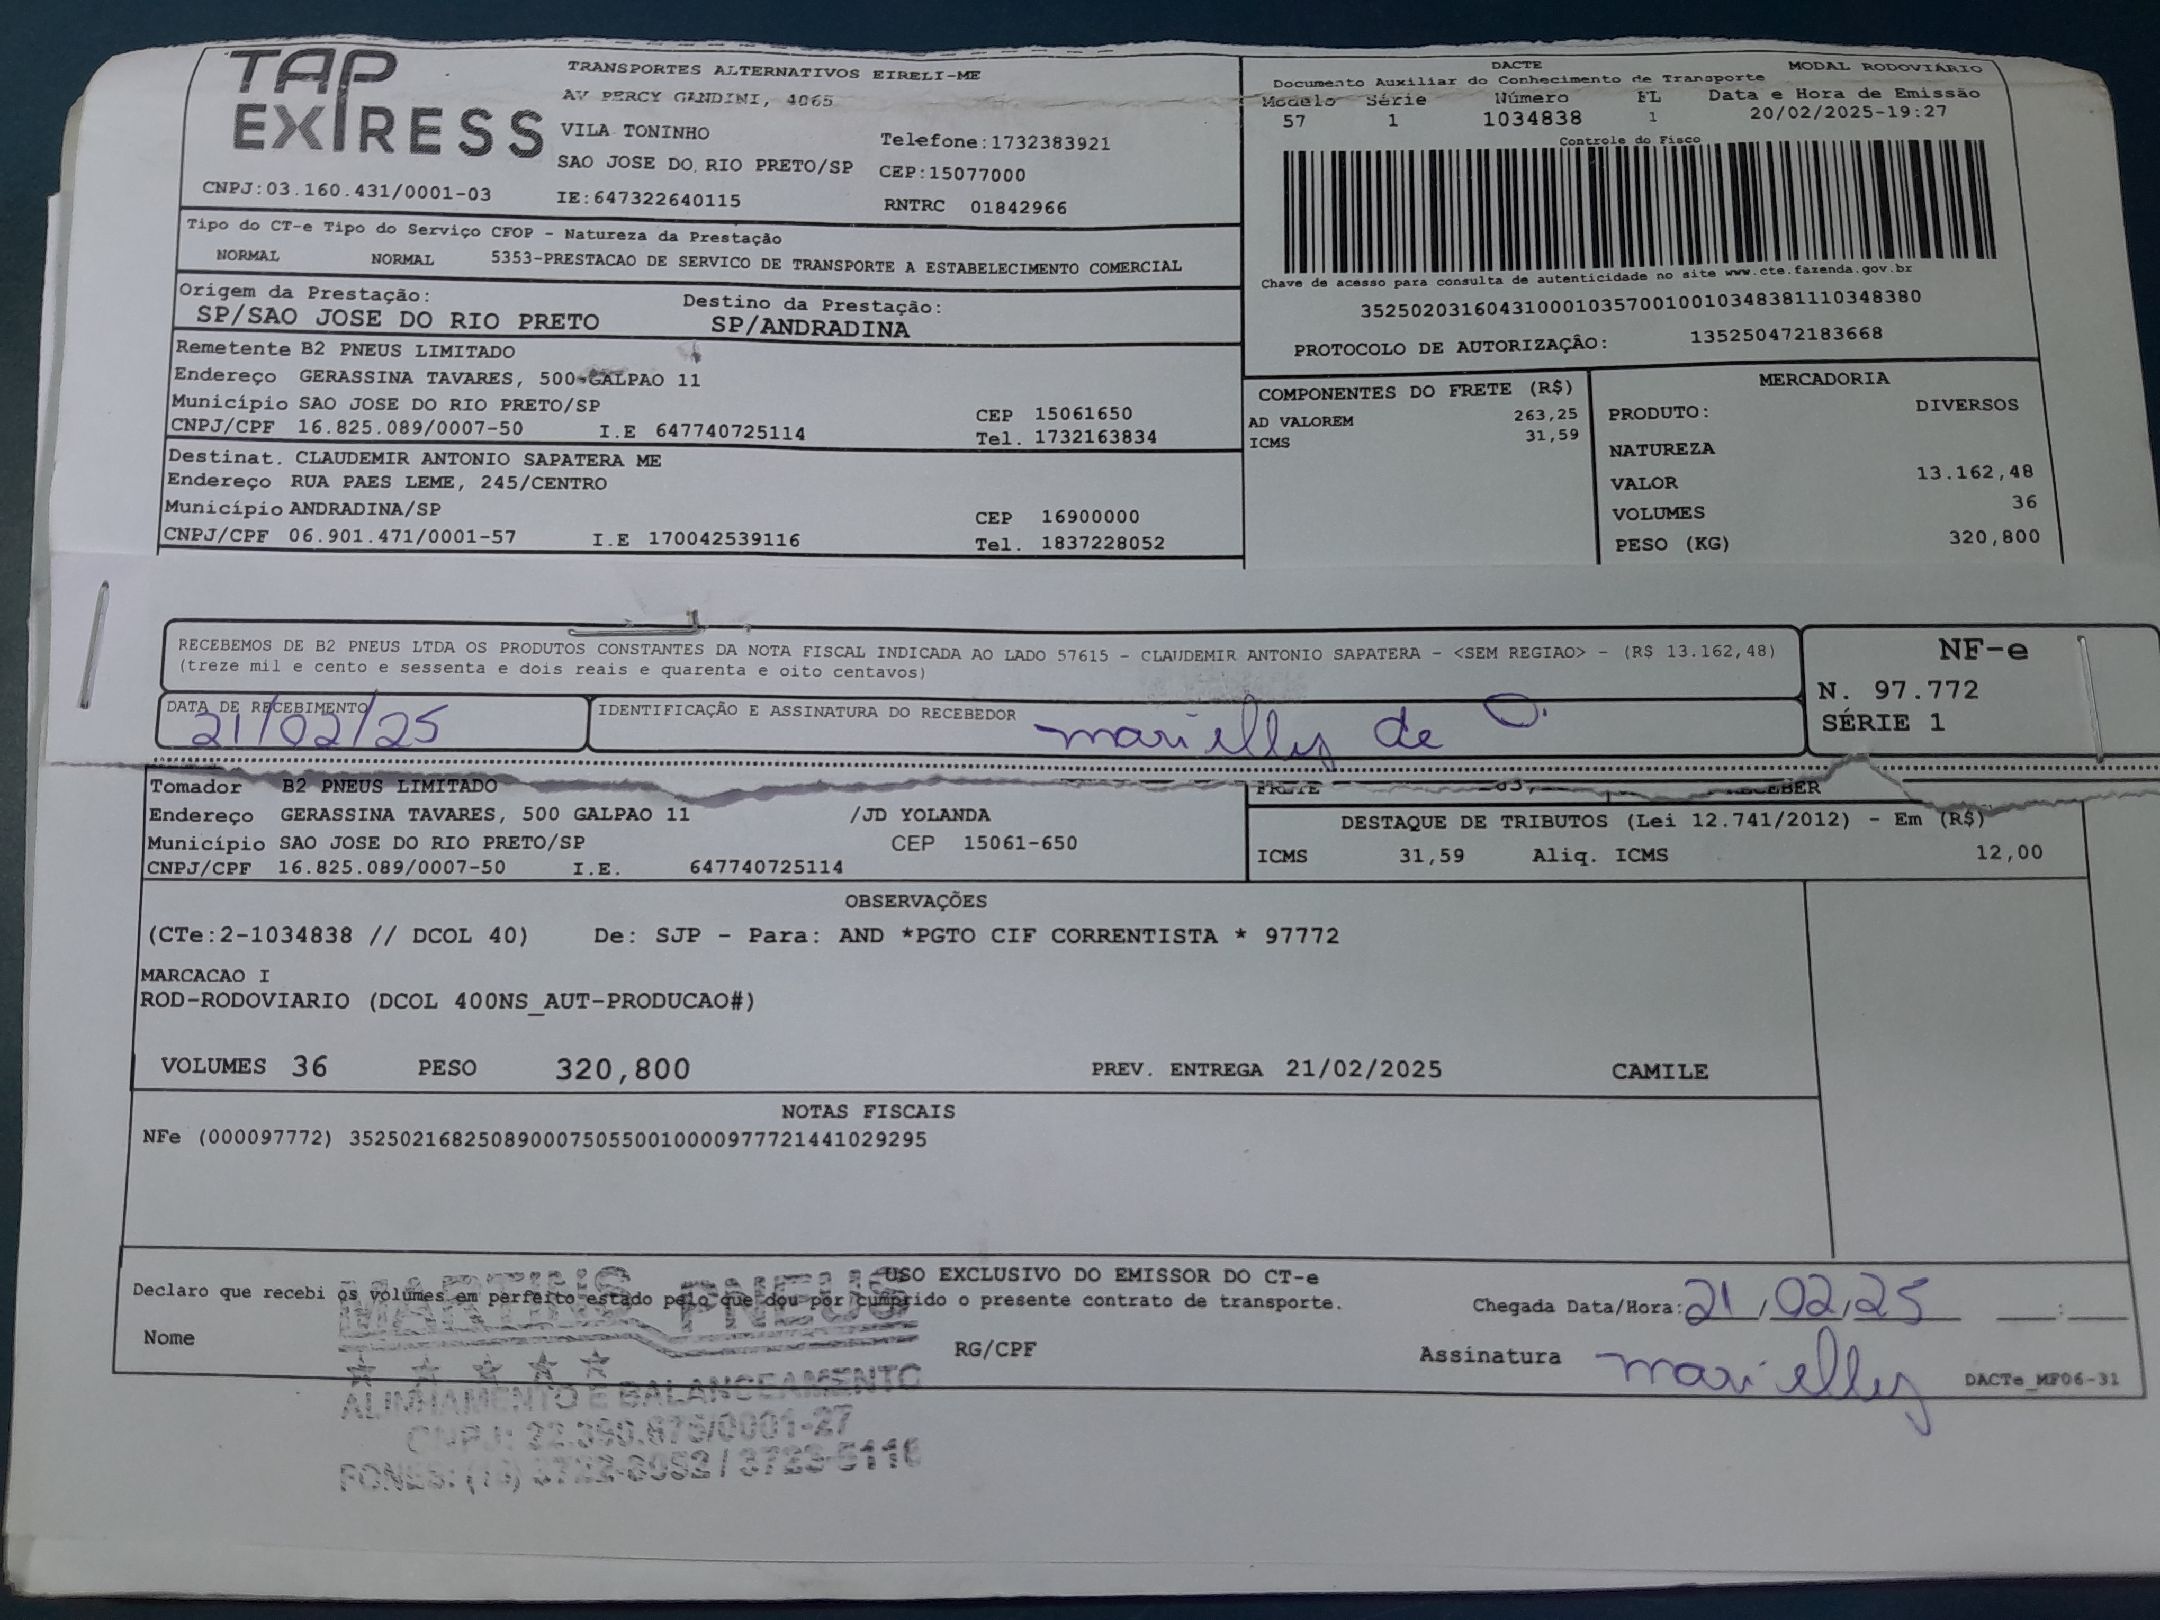 TAP
EXPRESS
TRANSPORTES ALTERNATIVOS EIRELI-ME
AV PERCY GANDINI, 4065
VILA TONINHO
Telefone:1732383921
SAO JOSE DO RIO PRETO/SP CEP:15077000
CNPJ:03.160.431/0001-03 IE:647322640115 RNTRC 01842966
DACTE MODAL RODOVIÁRIO
Documento Auxiliar do Conhecimento de Transporte
Modelo Série Número FL Data e Hora de Emissão
57 1 1034838 1 20/02/2025-19:27
Controle do Fisco
Chave de acesso para consulta de autenticidade no site www.cte.fazenda.gov.br
35250203160431000103570010010348381110348380
PROTOCOLO DE AUTORIZAÇÃO: 135250472183668
Tipo do CT-e Tipo do Serviço CFOP - Natureza da Prestação
NORMAL NORMAL 5353-PRESTACAO DE SERVICO DE TRANSPORTE A ESTABELECIMENTO COMERCIAL
Origem da Prestação: Destino da Prestação:
SP/SAO JOSE DO RIO PRETO SP/ANDRADINA
Remetente B2 PNEUS LIMITADO
Endereço GERASSINA TAVARES, 500-GALPAO 11
Município SAO JOSE DO RIO PRETO/SP CEP 15061650
CNPJ/CPF 16.825.089/0007-50 I.E 647740725114 Tel. 1732163834
Destinat. CLAUDEMIR ANTONIO SAPATERA ME
Endereço RUA PAES LEME, 245/CENTRO
Município ANDRADINA/SP CEP 16900000
CNPJ/CPF 06.901.471/0001-57 I.E 170042539116 Tel. 1837228052
COMPONENTES DO FRETE (R$)
AD VALOREM 263,25
ICMS 31,59
MERCADORIA
PRODUTO: DIVERSOS
NATUREZA
VALOR 13.162,48
VOLUMES 36
PESO (KG) 320,800
RECEBEMOS DE B2 PNEUS LTDA OS PRODUTOS CONSTANTES DA NOTA FISCAL INDICADA AO LADO 57615 - CLAUDEMIR ANTONIO SAPATERA - <SEM REGIAO> - (R$ 13.162,48)
(treze mil e cento e sessenta e dois reais e quarenta e oito centavos)
NF-e
N. 97.772
SÉRIE 1
DATA DE RECEBIMENTO IDENTIFICAÇÃO E ASSINATURA DO RECEBEDOR
21/02/25 marielly de O.
Tomador B2 PNEUS LIMITADO
Endereço GERASSINA TAVARES, 500 GALPAO 11 /JD YOLANDA
Município SAO JOSE DO RIO PRETO/SP CEP 15061-650
CNPJ/CPF 16.825.089/0007-50 I.E. 647740725114
FRETE
DESTAQUE DE TRIBUTOS (Lei 12.741/2012) - Em (R$)
ICMS 31,59 Aliq. ICMS 12,00
OBSERVAÇÕES
(CTe:2-1034838 // DCOL 40) De: SJP - Para: AND *PGTO CIF CORRENTISTA * 97772
MARCACAO I
ROD-RODOVIARIO (DCOL 400NS_AUT-PRODUCAO#)
VOLUMES 36 PESO 320,800 PREV. ENTREGA 21/02/2025 CAMILE
NOTAS FISCAIS
NFe (000097772) 35250216825089000750550010000977721441029295
USO EXCLUSIVO DO EMISSOR DO CT-e
Declaro que recebi os volumes em perfeito estado pelo que dou por cumprido o presente contrato de transporte.
Chegada Data/Hora: 21/02/25 __:__
Nome RG/CPF Assinatura marielly DACTe_MF06-31
MARTINS PNEUS
ALINHAMENTO E BALANCEAMENTO